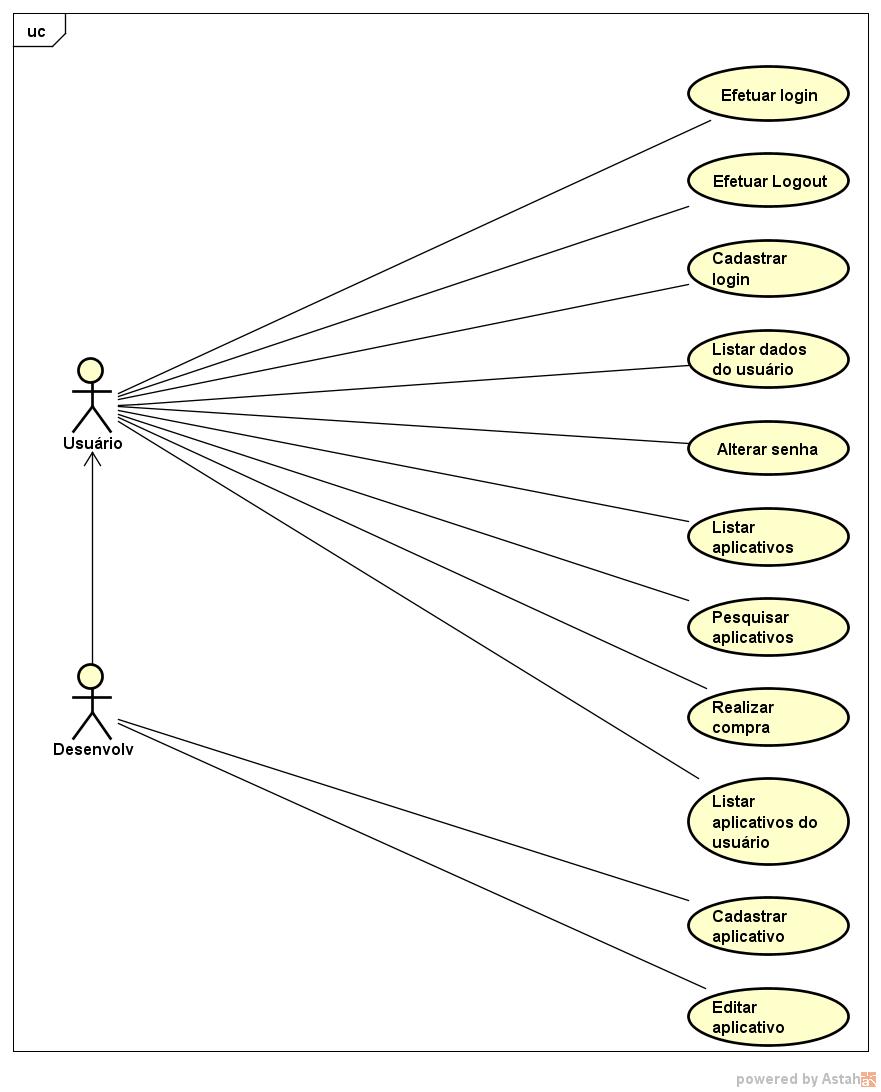 uc
Efetuar login
Efetuar Logout
Cadastrar
login
Listar dados
do usuário
Usuário
Alterar senha
Listar
aplicativos
Pesquisar
aplicativos
Realizar
compra
Desenvolv
Listar
aplicativos do
usuário
Cadastrar
aplicativo
Editar
aplicativo
powered by Astah